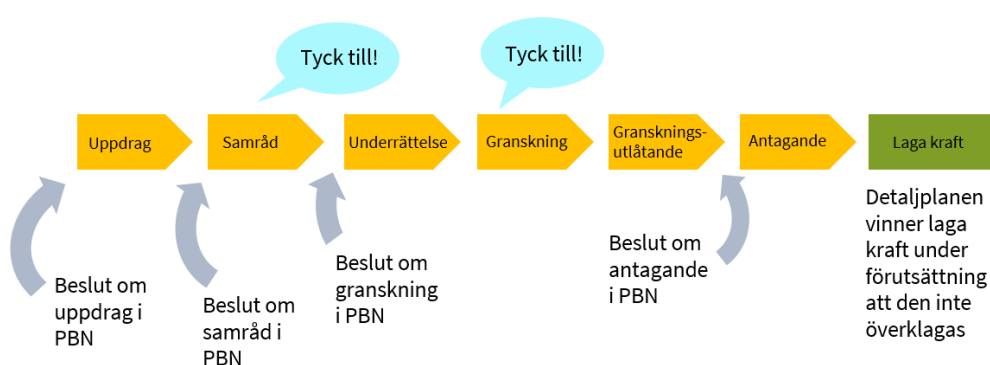 Tyck till!
Tyck till!
Uppdrag
Samråd
Underrättelse
Granskning
Gransknings-
utlåtande
Antagande
Laga kraft
Beslut om
uppdrag i
PBN
Beslut om
samråd i
PBN
Beslut om
granskning
i PBN
Beslut om
antagande
i PBN
Detaljplanen
vinner laga
kraft under
förutsättning
att den inte
överklagas